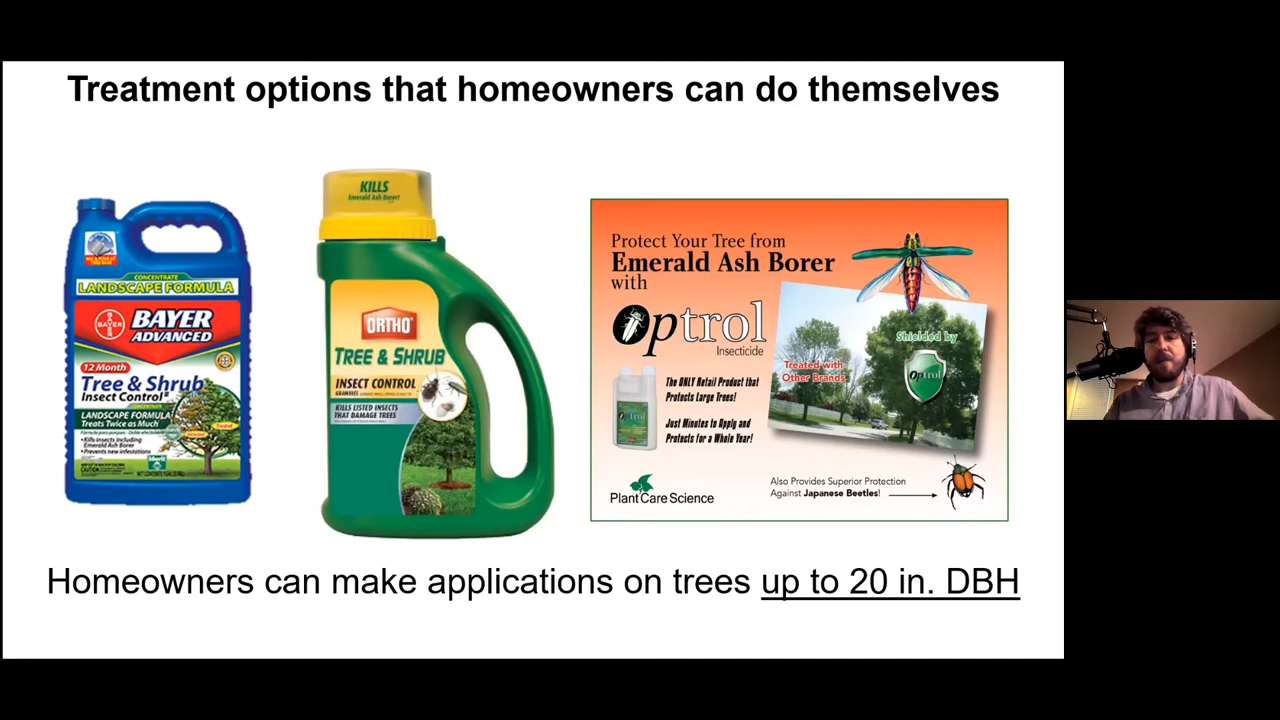 Treatment options that homeowners can do themselves
CONCENTRATE
LANDSCAPE FORMULA
BAYER
BAYER
BAYER
ADVANCED
12 Month
Tree & Shrub
Insect Control
LANDSCAPE FORMULA
Treats Twice as Much
Kills insects including
Emerald Ash Borer
Prevents new infestations
KILLS
Emerald Ash Borer!
ORTHO
TREE & SHRUB
INSECT CONTROL
GRANULES
KILLS LISTED INSECTS
THAT DAMAGE TREES
Protect Your Tree from
Emerald Ash Borer
with
Optrol
Insecticide
The ONLY Retail Product that
Protects Large Trees!
Just Minutes to Apply and
Protects for a Whole Year!
Treated with
Other Brands
Shielded by
Optrol
PlantCare Science
Also Provides Superior Protection
Against Japanese Beetles!
Homeowners can make applications on trees up to 20 in. DBH